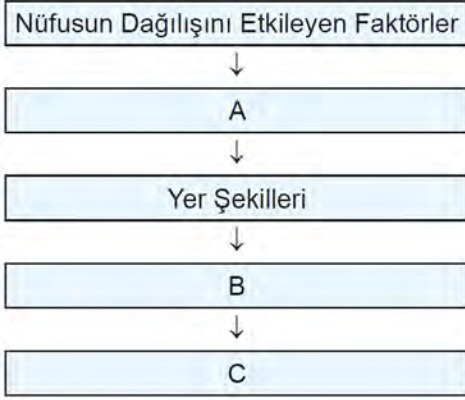 Nüfusun Dağılışını Etkileyen Faktörler
↓
A
↓
Yer Şekilleri
↓
B
↓
C